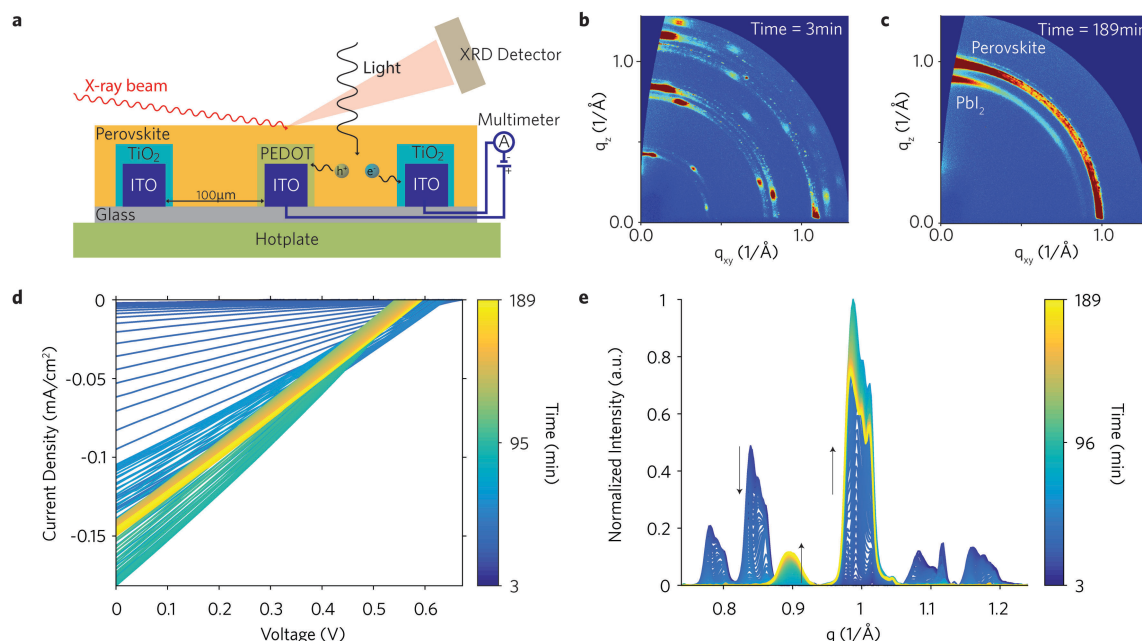 a
X-ray beam
Light
XRD Detector
Multimeter
Perovskite
TiO2
PEDOT
TiO2
A
h+
e-
- +
ITO
ITO
ITO
100µm
Glass
Hotplate
b
Time = 3min
1.0
qz (1/Å)
0.0
0.0
1.0
qxy (1/Å)
c
Time = 189min
Perovskite
PbI2
1.0
qz (1/Å)
0.0
0.0
1.0
qxy (1/Å)
d
0
-0.05
-0.1
-0.15
Current Density (mA/cm2)
0 0.1 0.2 0.3 0.4 0.5 0.6
Voltage (V)
189
95
3
Time (min)
e
1
0.8
0.6
0.4
0.2
0
Normalized Intensity (a.u.)
0.8 0.9 1 1.1 1.2
q (1/Å)
189
96
3
Time (min)